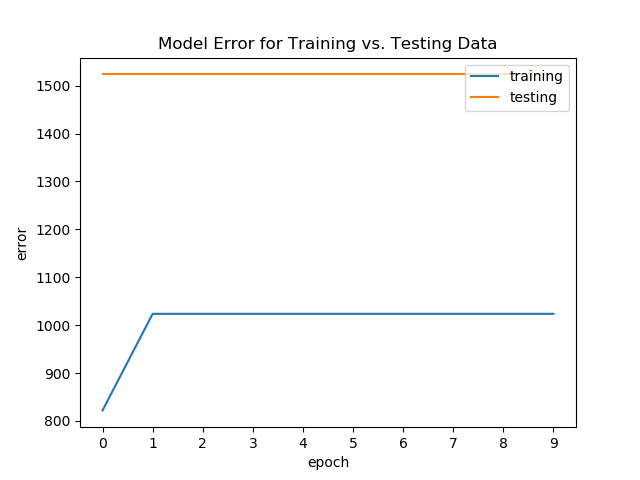 Model Error for Training vs. Testing Data
1500
1400
1300
1200
1100
1000
900
800
error
training
testing
0 1 2 3 4 5 6 7 8 9
epoch